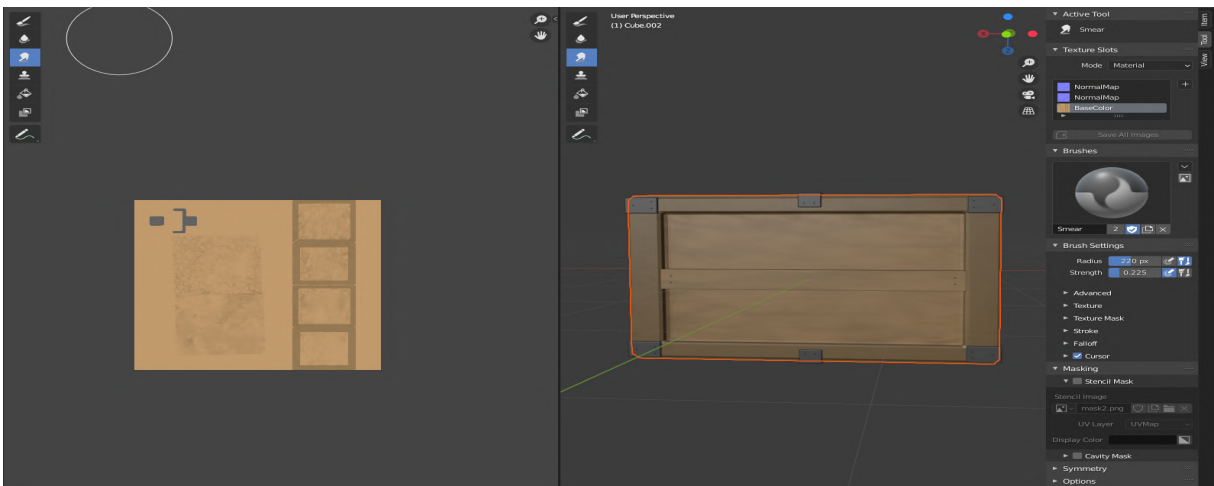 User Perspective
(1) Cube.002
Active Tool
Smear
Texture Slots
Mode Material
NormalMap
NormalMap
BaseColor
Save All Images
Brushes
Smear 2
Brush Settings
Radius 220 px
Strength 0.225
Advanced
Texture
Texture Mask
Stroke
Falloff
Cursor
Masking
Stencil Mask
Stencil Image
mask2.png
UV Layer UVMap
Display Color
Cavity Mask
Symmetry
Options
Item
Tool
View
Z